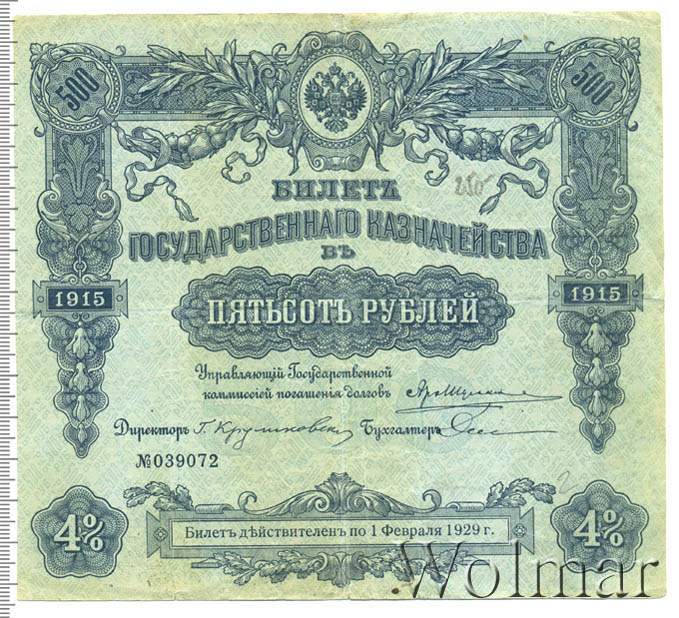 500 500
БИЛЕТЪ
ГОСУДАРСТВЕННАГО КАЗНАЧЕЙСТВА
ВЪ
1915 1915
ПЯТЬСОТЪ РУБЛЕЙ
Управляющій Государственной
коммиссіей погашенія долговъ
Директоръ Бухгалтеръ
№039072
4% 4%
Билетъ дѣйствителенъ по 1 Февраля 1929 г.
Wolmar